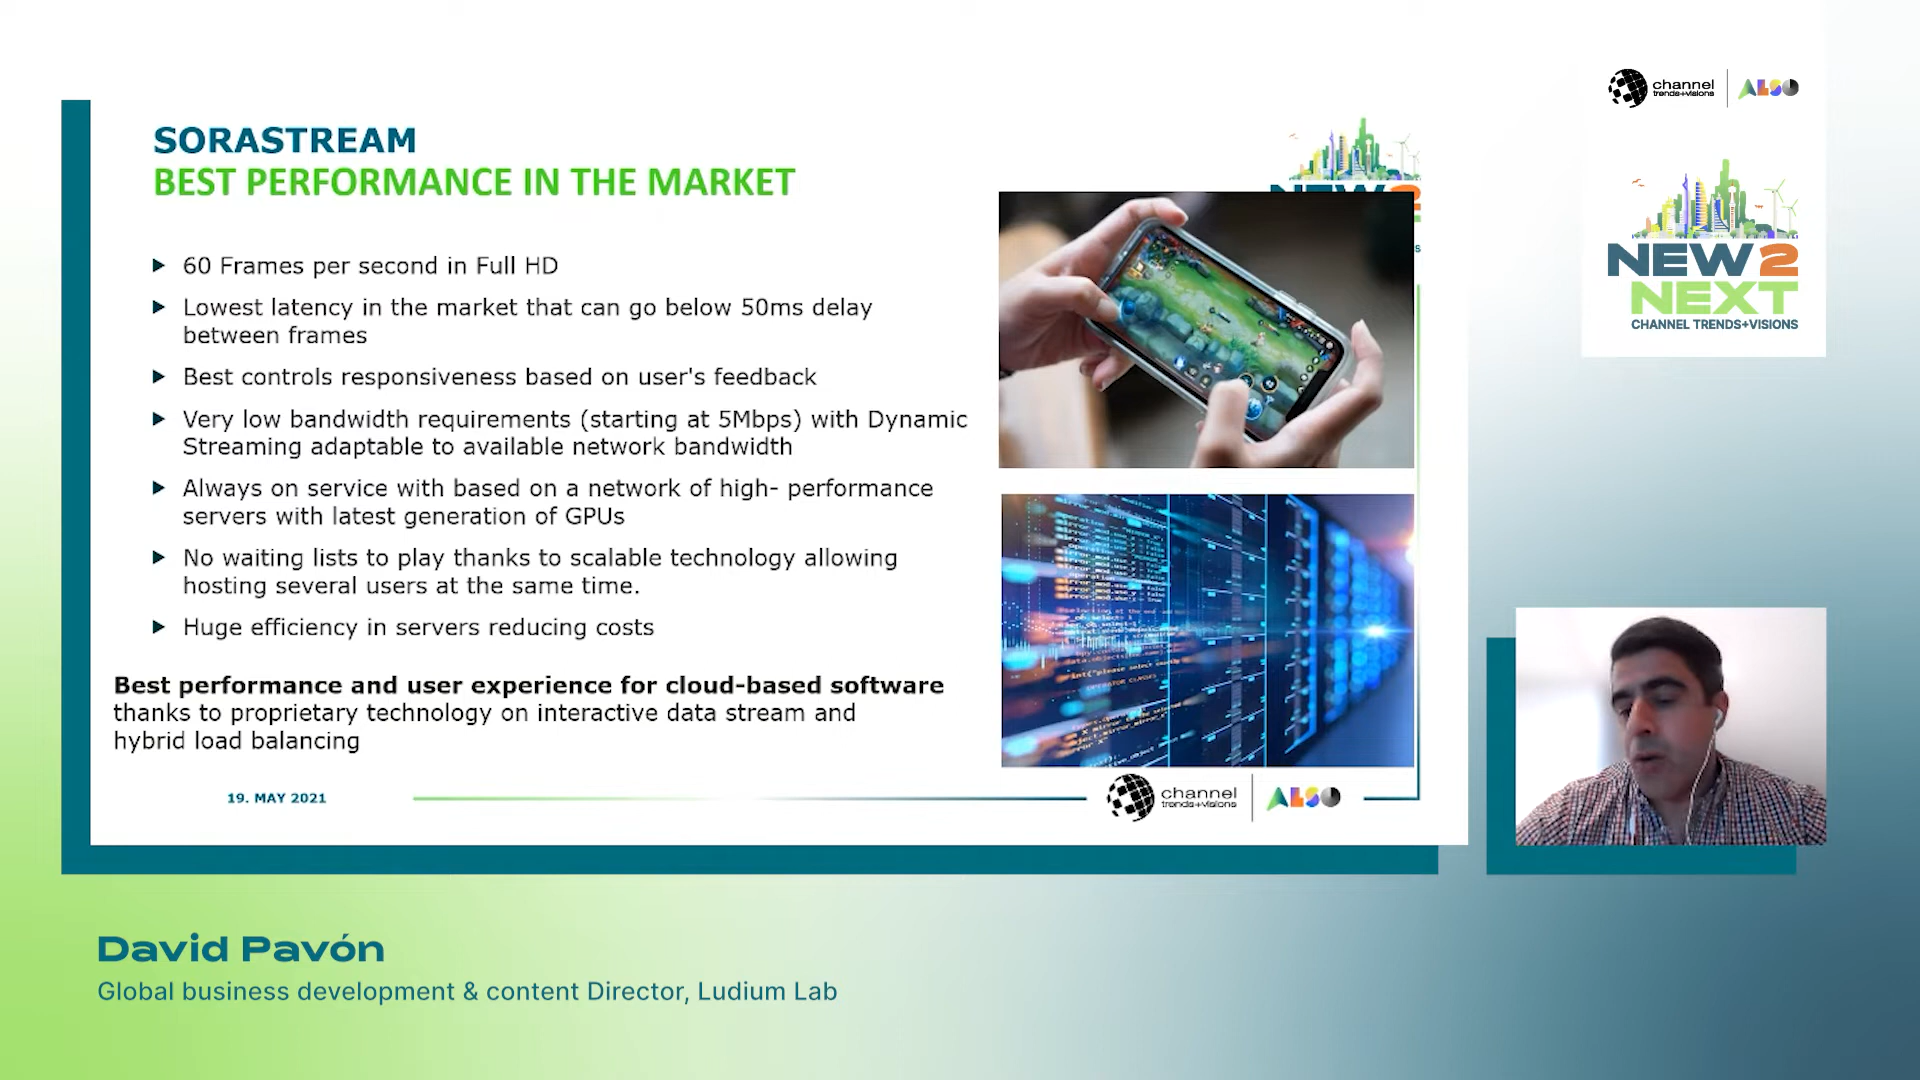 channel
trends+visions
ALSO
NEW 2
NEXT
CHANNEL TRENDS+VISIONS
SORASTREAM
BEST PERFORMANCE IN THE MARKET
60 Frames per second in Full HD
Lowest latency in the market that can go below 50ms delay
between frames
Best controls responsiveness based on user's feedback
Very low bandwidth requirements (starting at 5Mbps) with Dynamic
Streaming adaptable to available network bandwidth
Always on service with based on a network of high- performance
servers with latest generation of GPUs
No waiting lists to play thanks to scalable technology allowing
hosting several users at the same time.
Huge efficiency in servers reducing costs
Best performance and user experience for cloud-based software
thanks to proprietary technology on interactive data stream and
hybrid load balancing
19. MAY 2021
channel
trends+visions
ALSO
David Pavón
Global business development & content Director, Ludium Lab